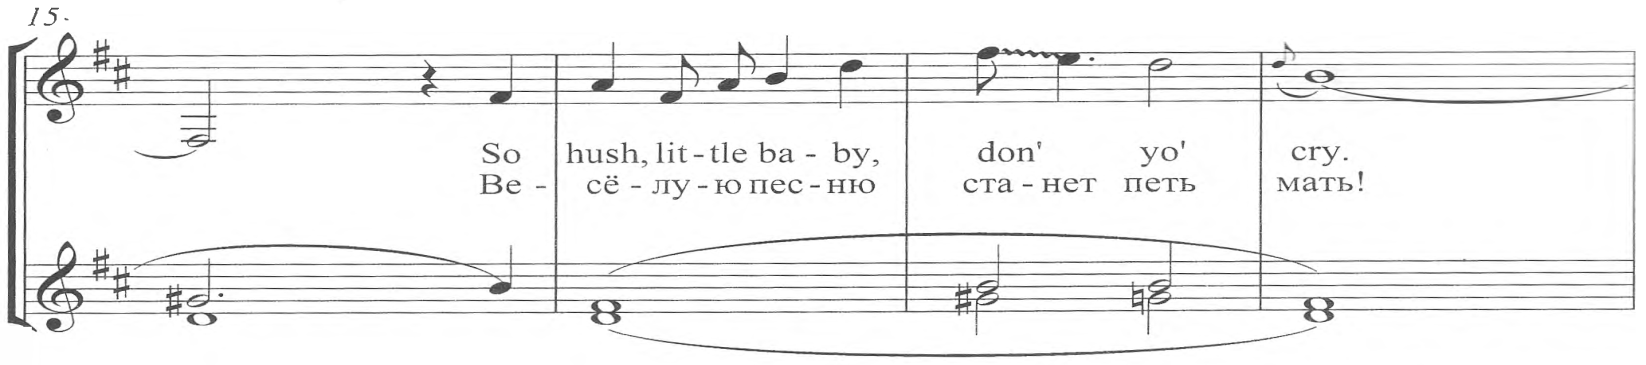 15
So hush, lit-tle ba - by, don' yo' cry.
Ве - сё - лу - ю пес - ню ста - нет петь мать!